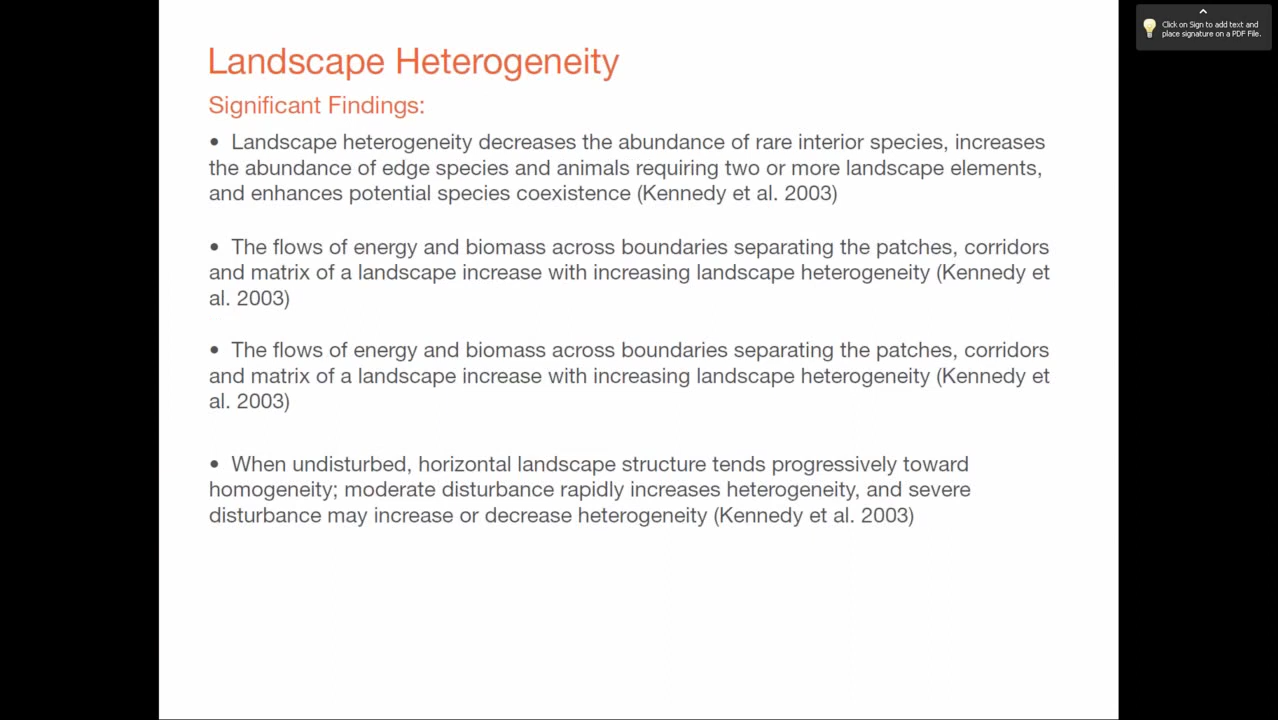 Click on Sign to add text and
place signature on a PDF File.
Landscape Heterogeneity
Significant Findings:
• Landscape heterogeneity decreases the abundance of rare interior species, increases
the abundance of edge species and animals requiring two or more landscape elements,
and enhances potential species coexistence (Kennedy et al. 2003)
• The flows of energy and biomass across boundaries separating the patches, corridors
and matrix of a landscape increase with increasing landscape heterogeneity (Kennedy et
al. 2003)
• The flows of energy and biomass across boundaries separating the patches, corridors
and matrix of a landscape increase with increasing landscape heterogeneity (Kennedy et
al. 2003)
• When undisturbed, horizontal landscape structure tends progressively toward
homogeneity; moderate disturbance rapidly increases heterogeneity, and severe
disturbance may increase or decrease heterogeneity (Kennedy et al. 2003)